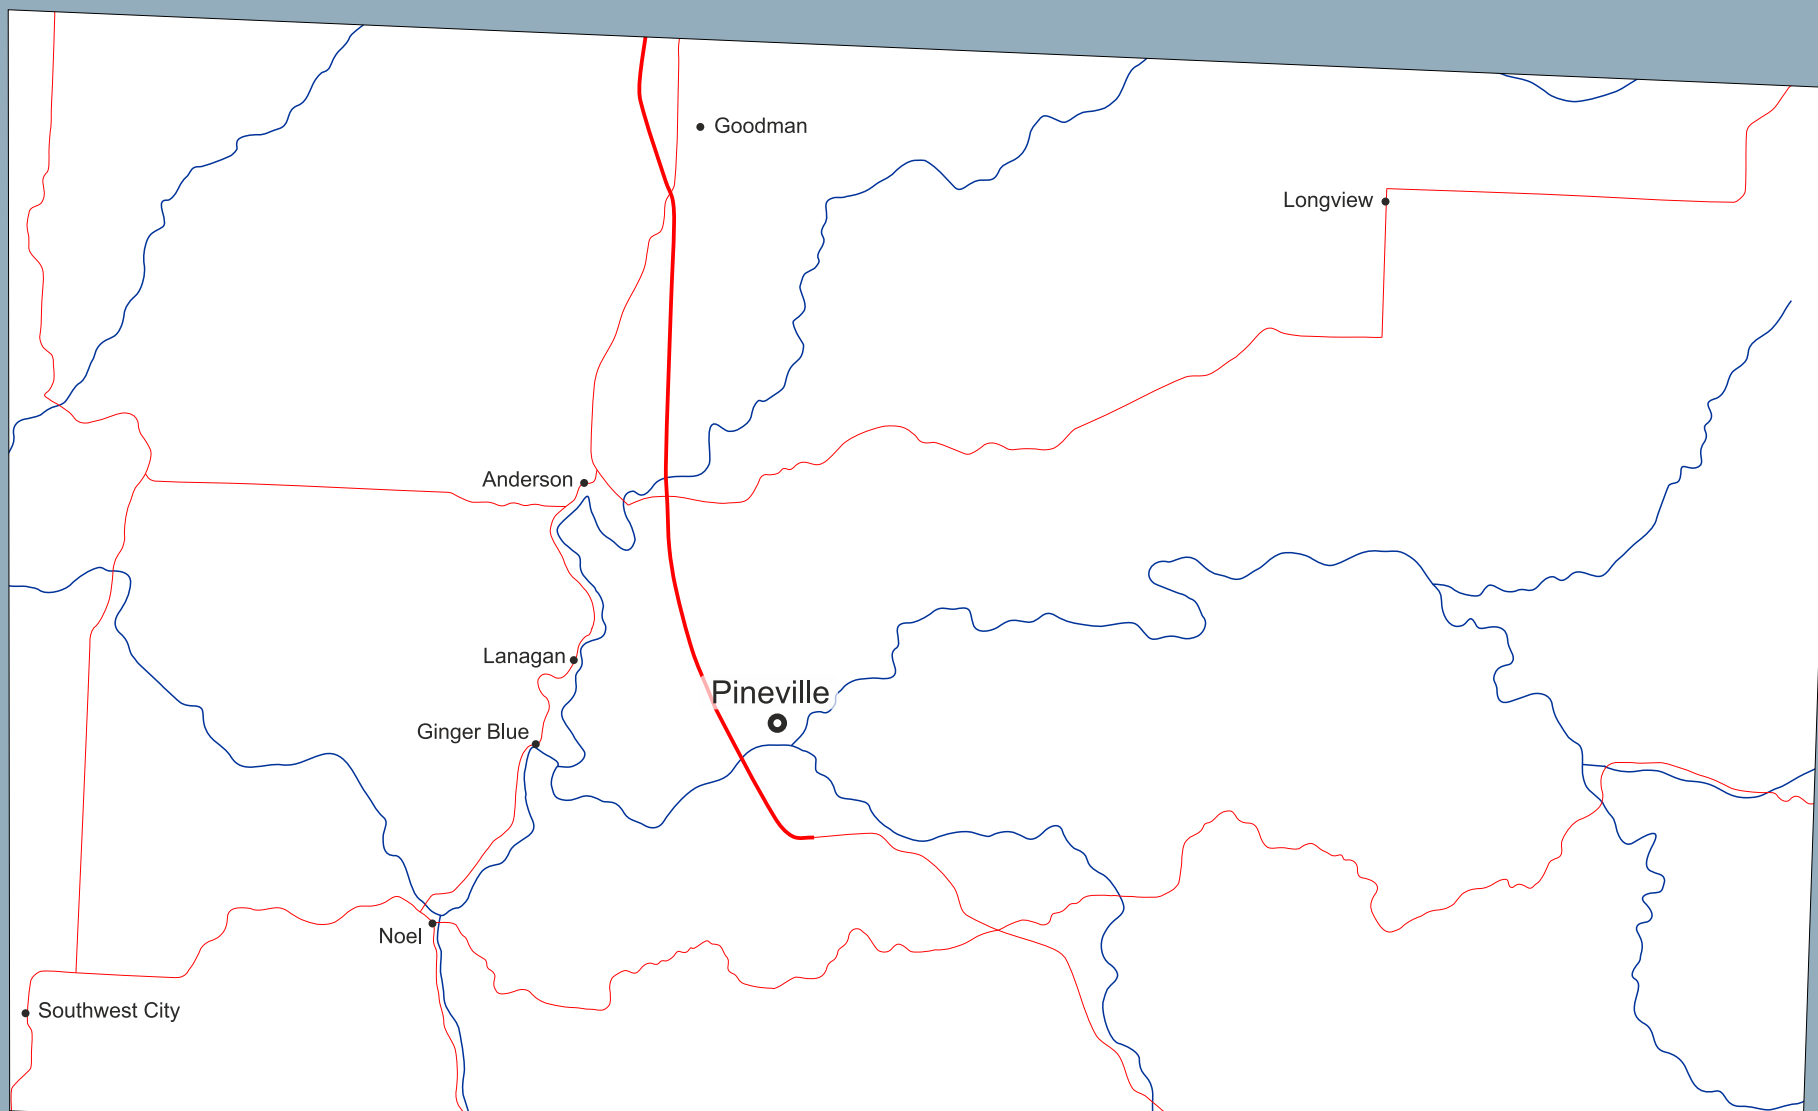 Goodman
Longview
Anderson
Lanagan
Pineville
Ginger Blue
Noel
Southwest City